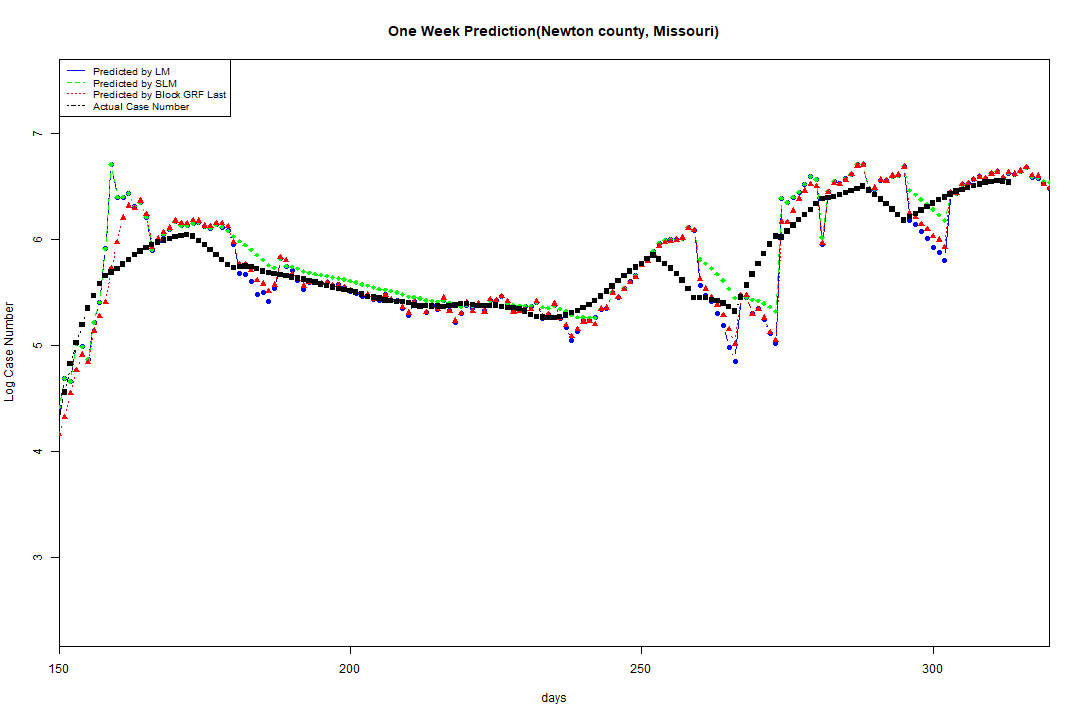 One Week Prediction(Newton county, Missouri)
Predicted by LM
Predicted by SLM
Predicted by Block GRF Last
Actual Case Number
Log Case Number
7
6
5
4
3
150 200 250 300
days